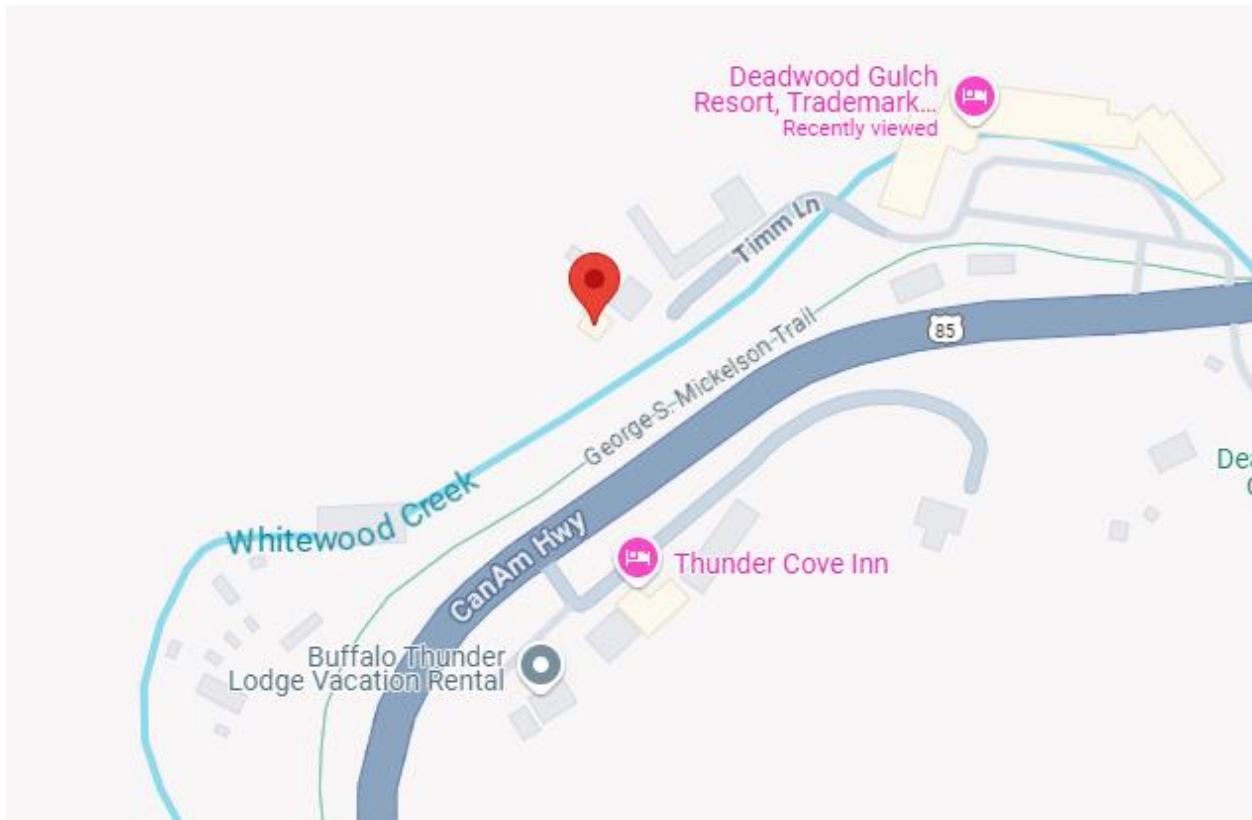 Deadwood Gulch
Resort, Trademark...
Recently viewed
Timm Ln
85
George S. Mickelson Trail
Whitewood Creek
CanAm Hwy
Thunder Cove Inn
Buffalo Thunder
Lodge Vacation Rental